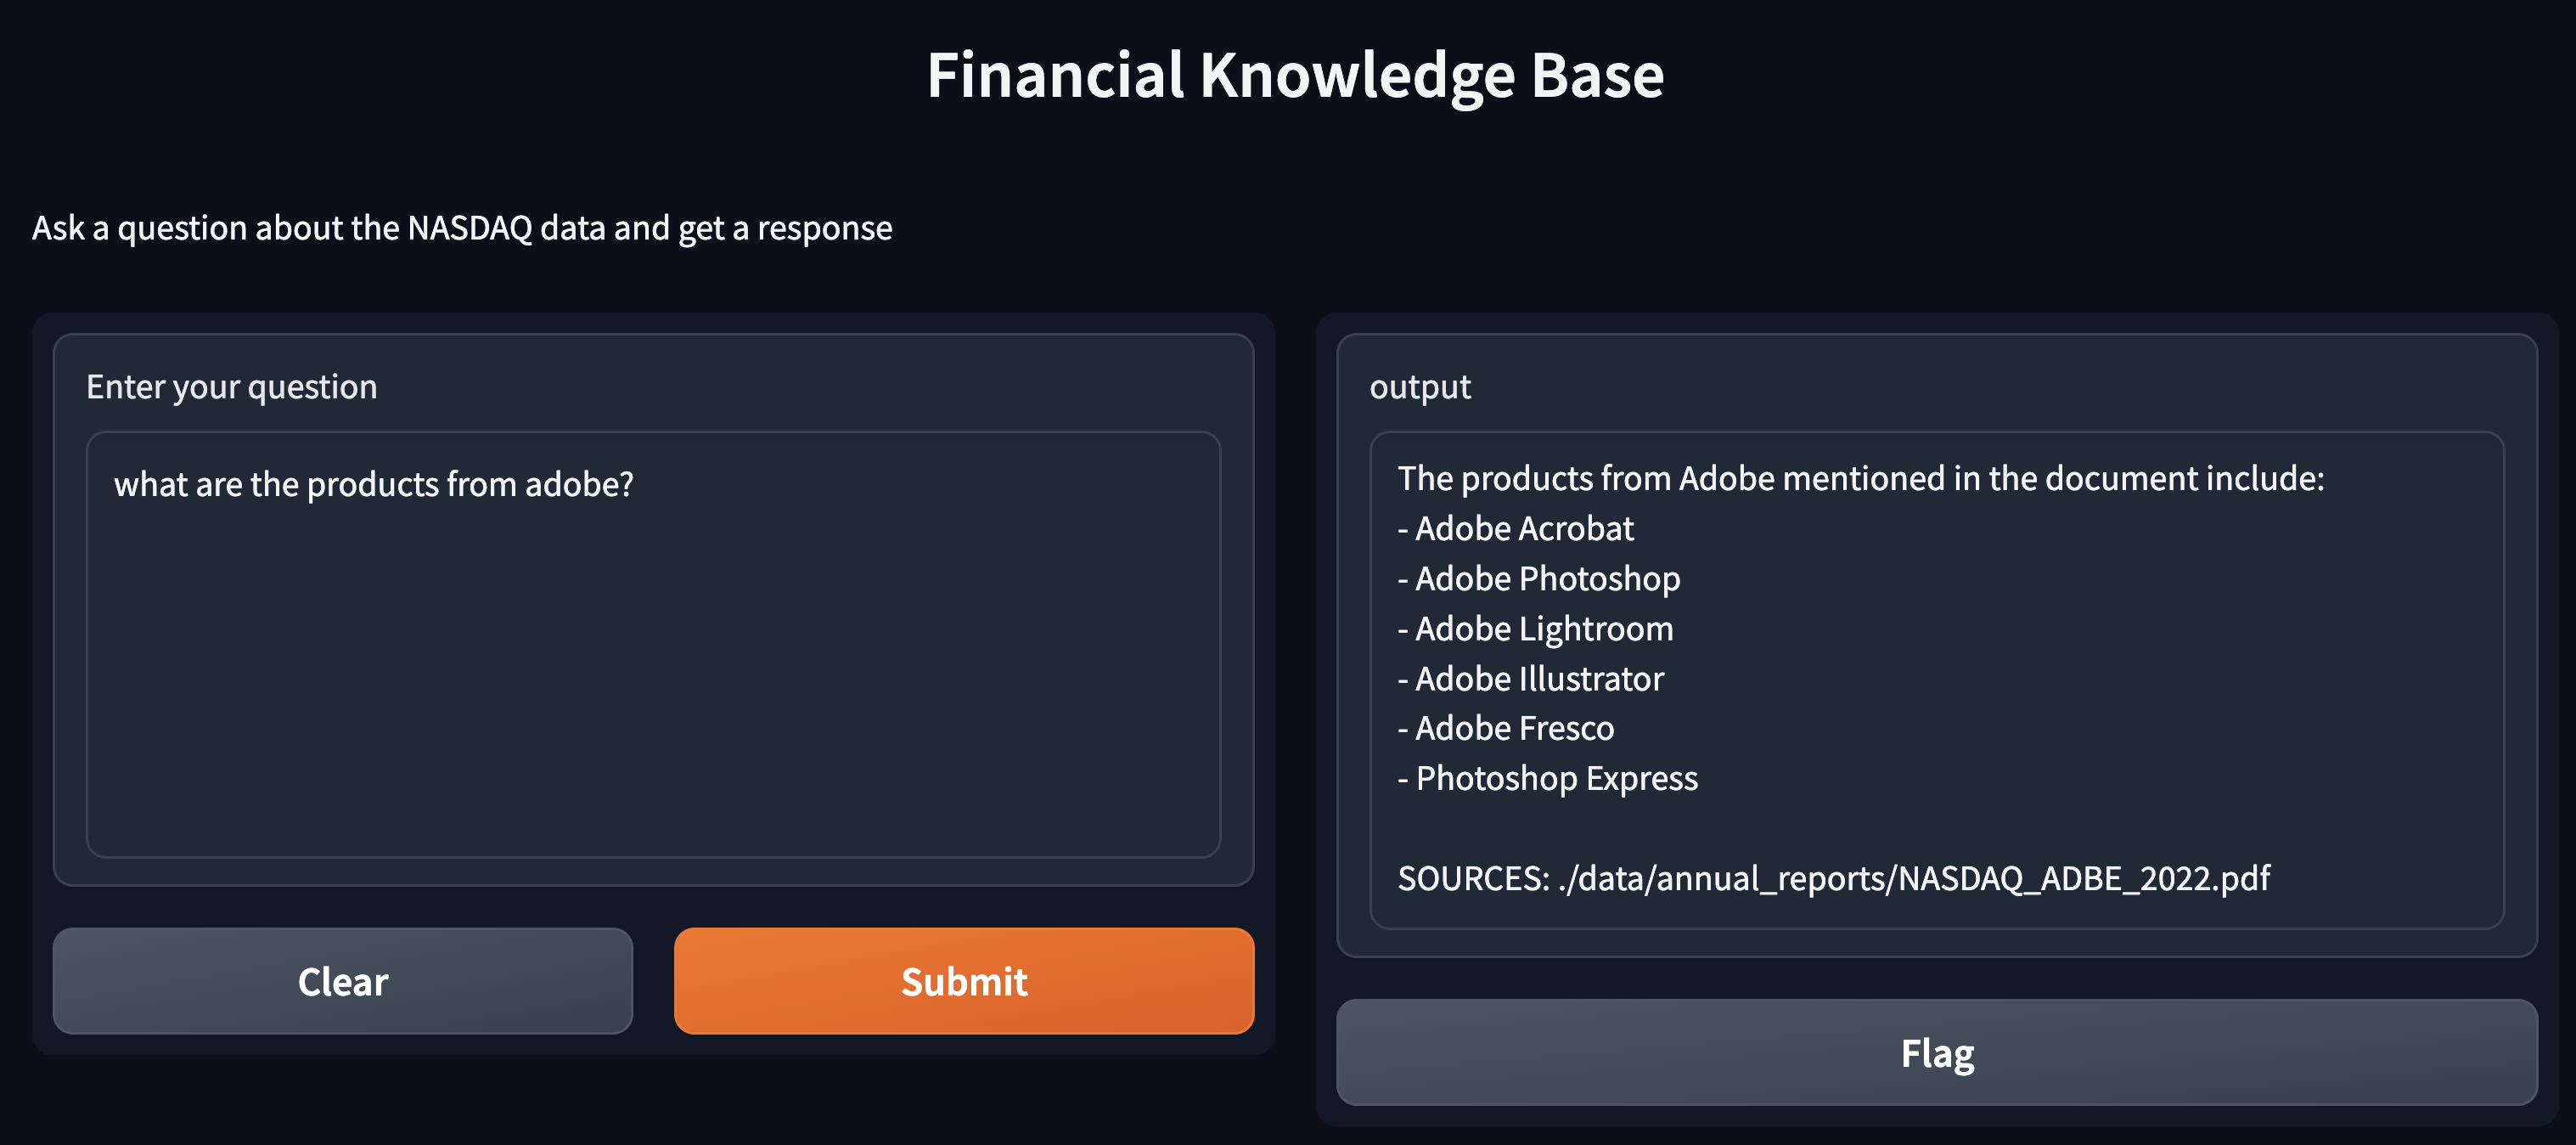 Financial Knowledge Base
Ask a question about the NASDAQ data and get a response
Enter your question
what are the products from adobe?
Clear
Submit
output
The products from Adobe mentioned in the document include:
- Adobe Acrobat
- Adobe Photoshop
- Adobe Lightroom
- Adobe Illustrator
- Adobe Fresco
- Photoshop Express
SOURCES: ./data/annual_reports/NASDAQ_ADBE_2022.pdf
Flag